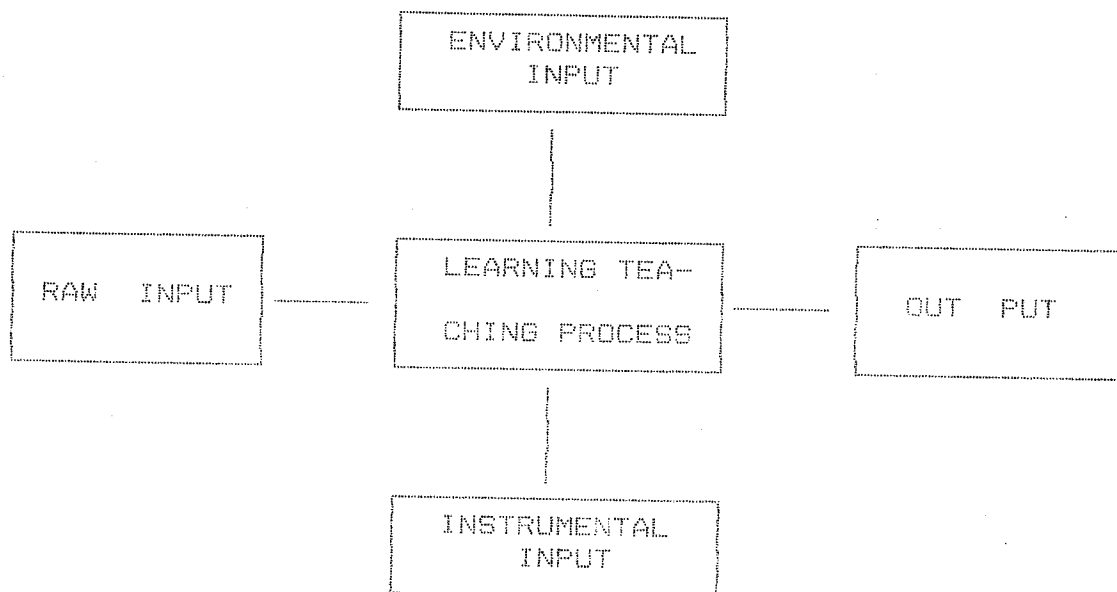 ENVIRONMENTAL
INPUT
RAW INPUT
LEARNING TEA-
CHING PROCESS
OUT PUT
INSTRUMENTAL
INPUT